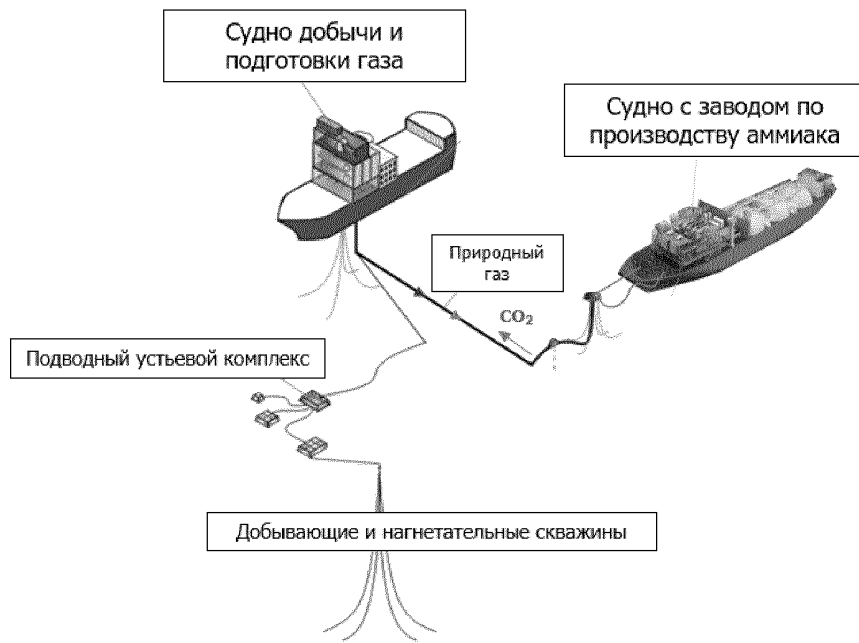 Судно добычи и
подготовки газа
Судно с заводом по
производству аммиака
Природный
газ
CO₂
Подводный устьевой комплекс
Добывающие и нагнетательные скважины